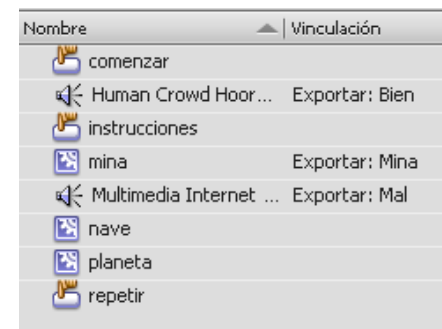 Nombre Vinculación
comenzar
Human Crowd Hoor... Exportar: Bien
instrucciones
mina Exportar: Mina
Multimedia Internet ... Exportar: Mal
nave
planeta
repetir